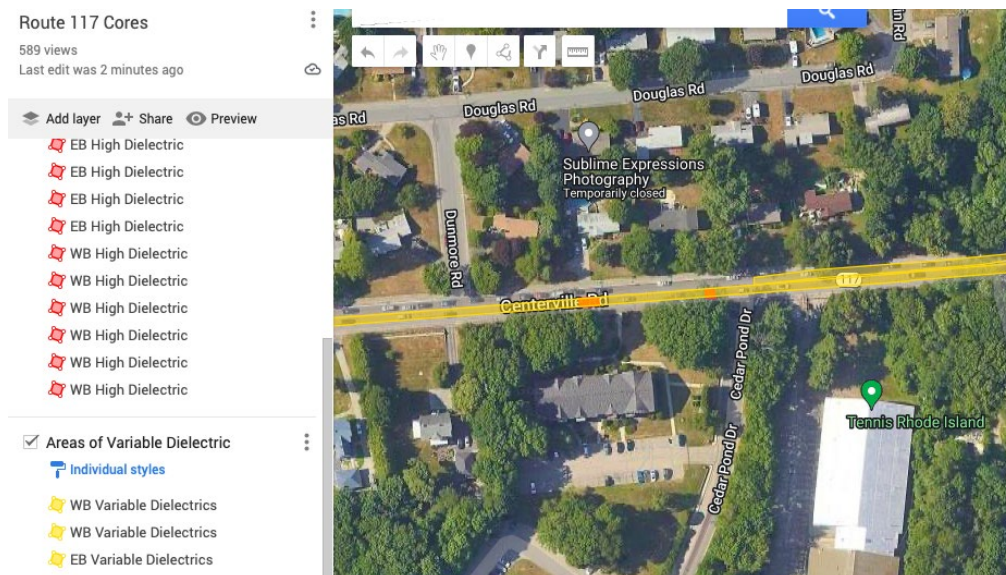 Route 117 Cores
589 views
Last edit was 2 minutes ago
Add layer Share Preview
EB High Dielectric
EB High Dielectric
EB High Dielectric
EB High Dielectric
WB High Dielectric
WB High Dielectric
WB High Dielectric
WB High Dielectric
WB High Dielectric
WB High Dielectric
Areas of Variable Dielectric
Individual styles
WB Variable Dielectrics
WB Variable Dielectrics
EB Variable Dielectrics
in Rd
Douglas Rd
Douglas Rd
Douglas Rd
as Rd
Sublime Expressions
Photography
Temporarily closed
Dunmore Rd
117
Centerville Rd
Cedar Pond Dr
Tennis Rhode Island
Cedar Pond Dr